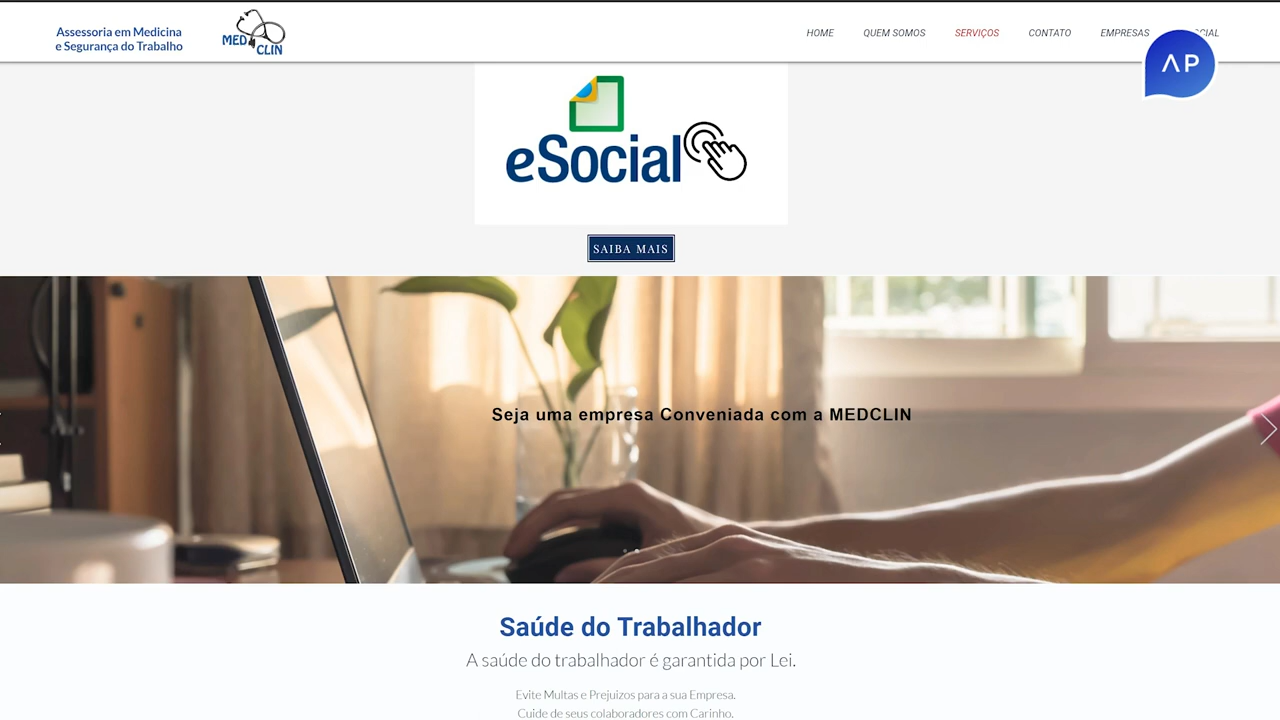 Assessoria em Medicina
e Segurança do Trabalho
MED CLIN
HOME QUEM SOMOS SERVIÇOS CONTATO EMPRESAS
AP
eSocial
SAIBA MAIS
Seja uma empresa Conveniada com a MEDCLIN
Saúde do Trabalhador
A saúde do trabalhador é garantida por Lei.
Evite Multas e Prejuízos para a sua Empresa.
Cuide de seus colaboradores com Carinho.